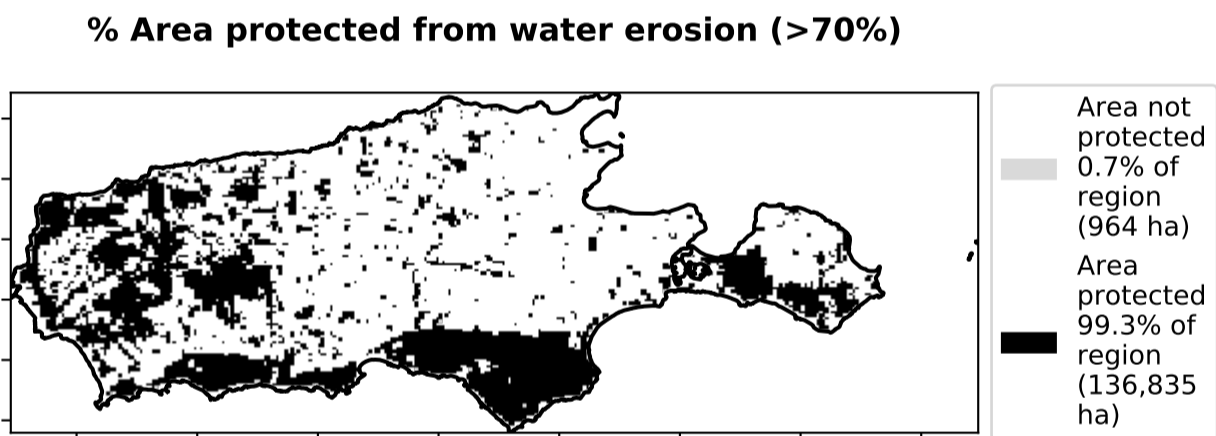 % Area protected from water erosion (>70%)
Area not
protected
0.7% of
region
(964 ha)
Area
protected
99.3% of
region
(136,835
ha)